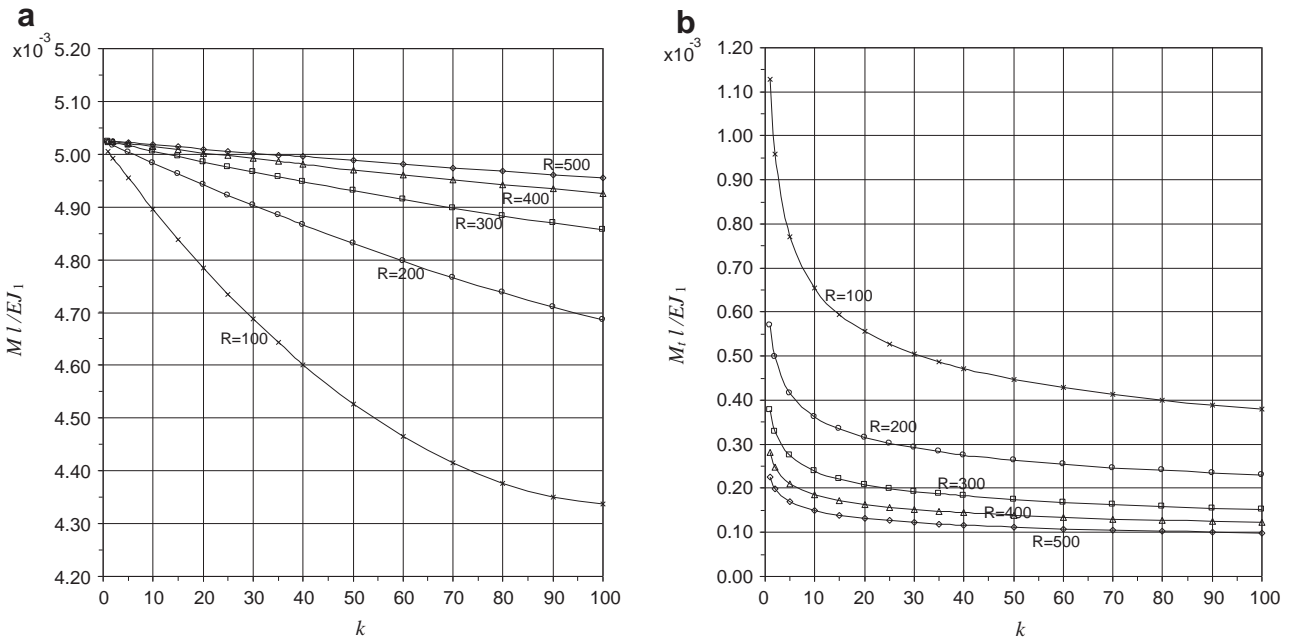 a
x10⁻³
5.20
5.10
5.00
4.90
4.80
4.70
4.60
4.50
4.40
4.30
4.20
M l /EJ₁
R=500
R=400
R=300
R=200
R=100
0 10 20 30 40 50 60 70 80 90 100
k
b
x10⁻³
1.20
1.10
1.00
0.90
0.80
0.70
0.60
0.50
0.40
0.30
0.20
0.10
0.00
Mₜ l /EJ₁
R=100
R=200
R=300
R=400
R=500
0 10 20 30 40 50 60 70 80 90 100
k